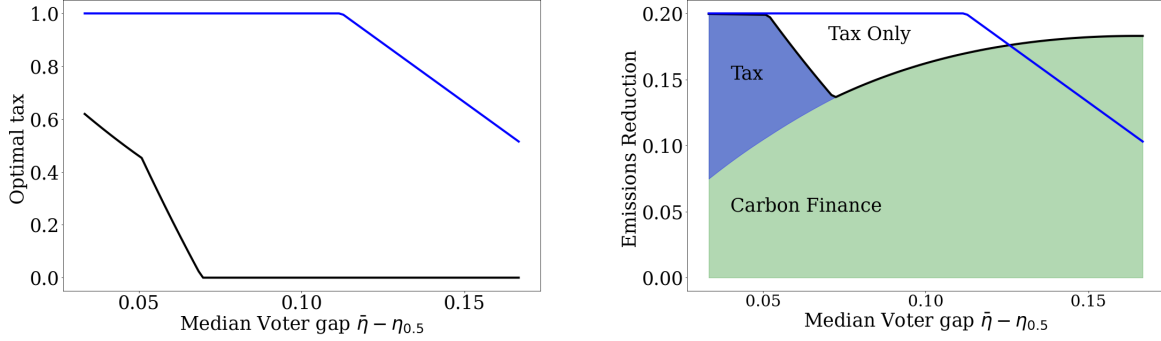 1.0
0.8
0.6
0.4
0.2
0.0
Optimal tax
0.05
0.10
0.15
Median Voter gap η̄ − η0.5
0.20
0.15
0.10
0.05
0.00
Emissions Reduction
Tax Only
Tax
Carbon Finance
0.05
0.10
0.15
Median Voter gap η̄ − η0.5